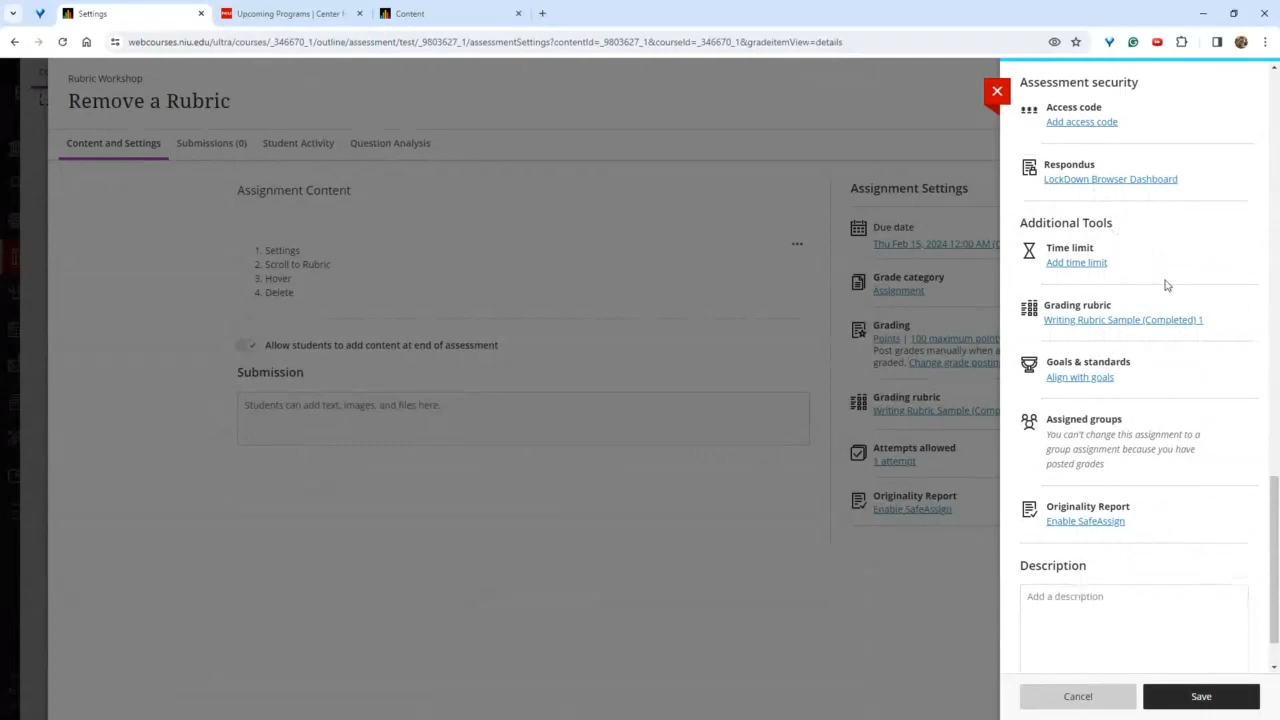 Settings
Upcoming Programs | Center f
Content
webcourses.niu.edu/ultra/courses/_346670_1/outline/assessment/test/_9803627_1/assessmentSettings?contentId=_9803627_1&courseId=_346670_1&gradeitemView=details
Rubric Workshop
Remove a Rubric
Content and Settings
Submissions (0)
Student Activity
Question Analysis
Assignment Content
1. Settings
2. Scroll to Rubric
3. Hover
4. Delete
Allow students to add content at end of assessment
Submission
Students can add text, images, and files here.
Assignment Settings
Due date
Thu Feb 15, 2024 12:00 AM (C
Grade category
Assignment
Grading
Points | 100 maximum point
Post grades manually when a
graded. Change grade postin
Grading rubric
Writing Rubric Sample (Comp
Attempts allowed
1 attempt
Originality Report
Enable SafeAssign
Assessment security
Access code
Add access code
Respondus
LockDown Browser Dashboard
Additional Tools
Time limit
Add time limit
Grading rubric
Writing Rubric Sample (Completed) 1
Goals & standards
Align with goals
Assigned groups
You can't change this assignment to a
group assignment because you have
posted grades
Originality Report
Enable SafeAssign
Description
Add a description
Cancel
Save